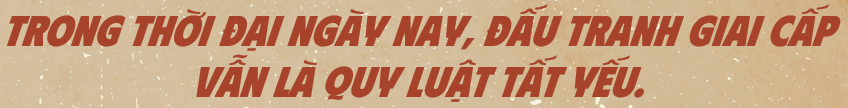 TRONG THỜI ĐẠI NGÀY NAY, ĐẤU TRANH GIAI CẤP
VẪN LÀ QUY LUẬT TẤT YẾU.